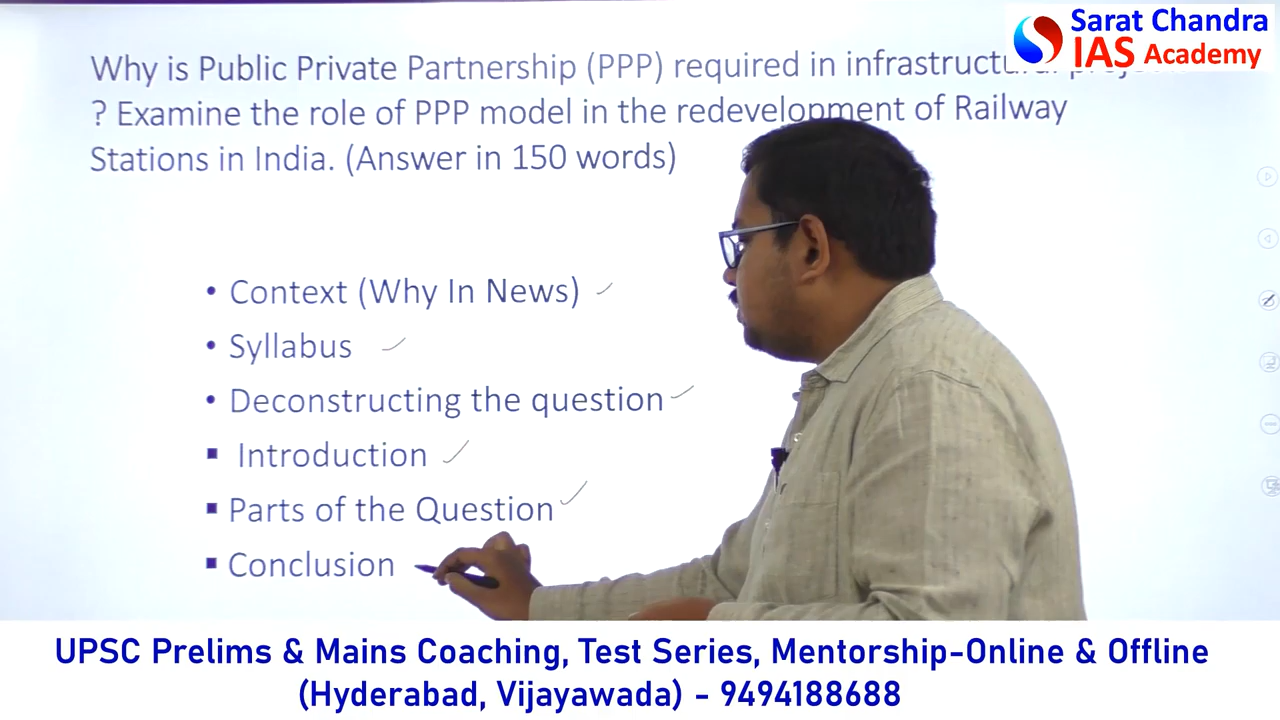 Sarat Chandra
IAS Academy
Why is Public Private Partnership (PPP) required in
? Examine the role of PPP model in the redevelopment of Railway
Stations in India. (Answer in 150 words)
• Context (Why In News)
• Syllabus
• Deconstructing the question
▪ Introduction
▪ Parts of the Question
▪ Conclusion
UPSC Prelims & Mains Coaching, Test Series, Mentorship-Online & Offline
(Hyderabad, Vijayawada) - 9494188688